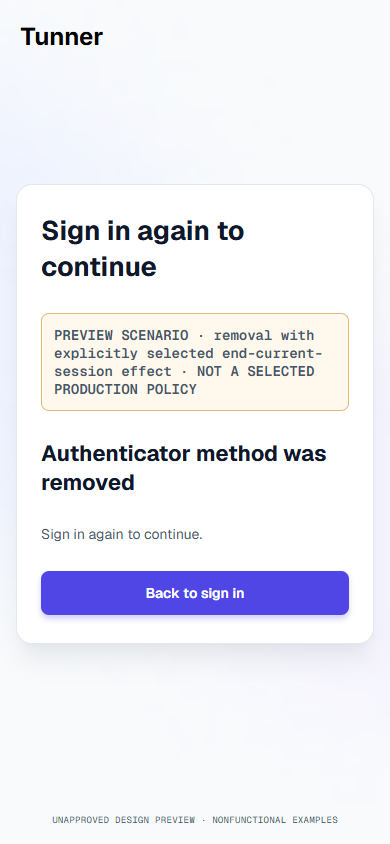 Tunner
Sign in again to
continue
PREVIEW SCENARIO · removal with
explicitly selected end-current-
session effect · NOT A SELECTED
PRODUCTION POLICY
Authenticator method was
removed
Sign in again to continue.
Back to sign in
UNAPPROVED DESIGN PREVIEW · NONFUNCTIONAL EXAMPLES